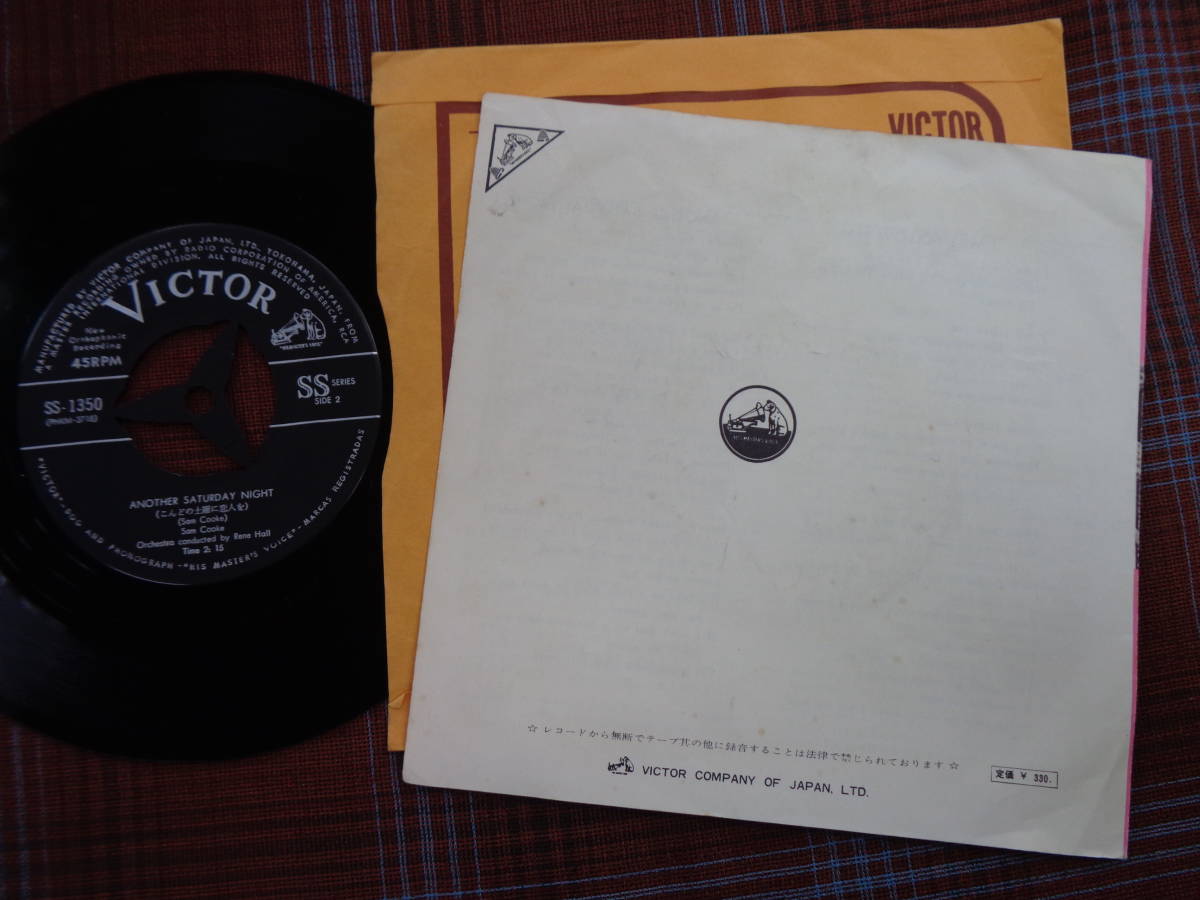 MANUFACTURED BY VICTOR COMPANY OF JAPAN, LTD., YOKOHAMA, JAPAN, FROM
A MASTER RECORDING OWNED BY RADIO CORPORATION OF AMERICA, RCA
INTERNATIONAL DIVISION, ALL RIGHTS RESERVED
VICTOR
"HIS MASTER'S VOICE"
New
Orthophonic
Recording
45RPM
SS-1350
SS SERIES
SIDE 2
ANOTHER SATURDAY NIGHT
(こんどの土曜に恋人を)
(Sam Cooke)
Sam Cooke
Orchestra conducted by Rene Hall
Time 2: 15
"VICTOR"-DOG AND PHONOGRAPH-"HIS MASTER'S VOICE"-MARCAS REGISTRADAS
VICTOR
☆ レコードから無断でテープ其の他に録音することは法律で禁じられております ☆
VICTOR COMPANY OF JAPAN, LTD.
定価 ¥ 330.